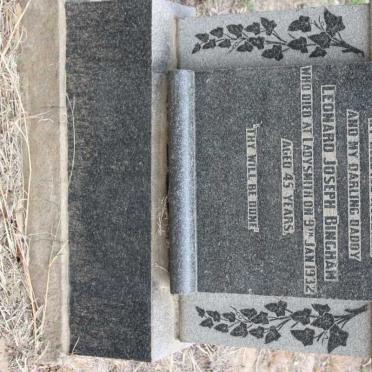 AND MY DARLING DADDY
LEONARD JOSEPH BINGHAM
WHO DIED AT LADYSMITH ON 9TH JAN 1932
AGED 45 YEARS.
"THY WILL BE DONE"